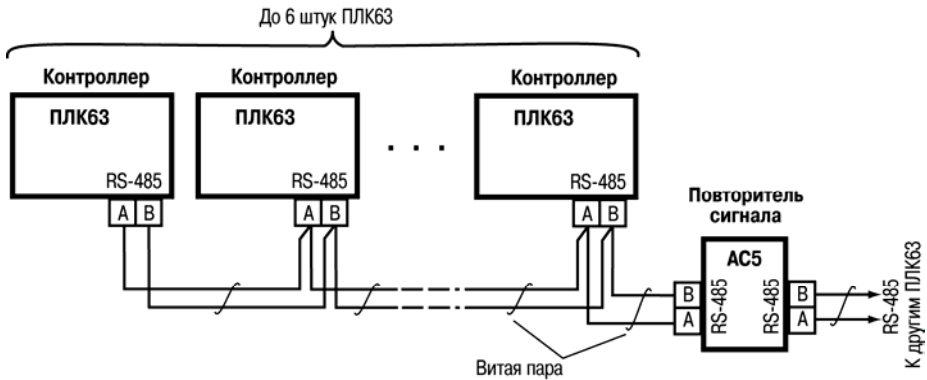 До 6 штук ПЛК63
Контроллер
ПЛК63
RS-485
A B
Контроллер
ПЛК63
RS-485
A B
. . .
Контроллер
ПЛК63
RS-485
A B
Повторитель
сигнала
АС5
B
A
RS-485
RS-485
B
A
RS-485
К другим ПЛК63
Витая пара